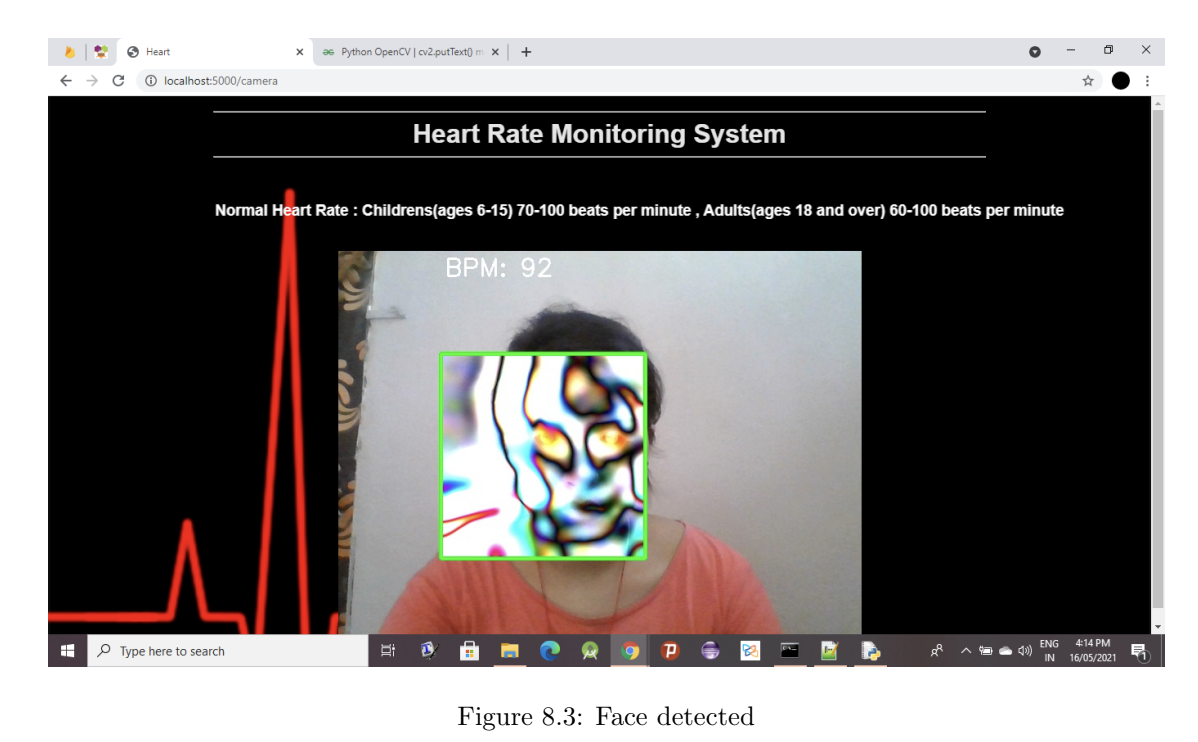 Heart
Python OpenCV | cv2.putText() m
localhost:5000/camera
Heart Rate Monitoring System
Normal Heart Rate : Childrens(ages 6-15) 70-100 beats per minute , Adults(ages 18 and over) 60-100 beats per minute
BPM: 92
Type here to search
ENG
IN
4:14 PM
16/05/2021
1
Figure 8.3: Face detected